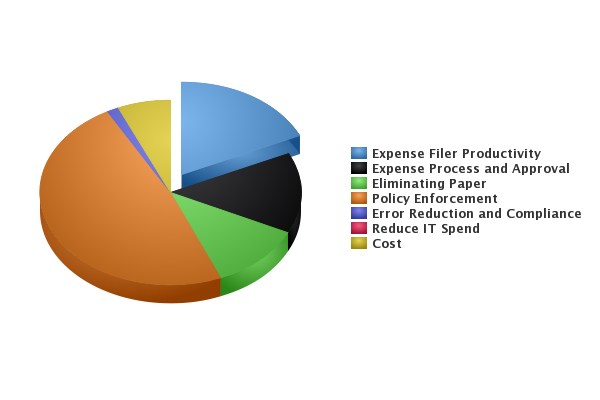 Expense Filer Productivity
Expense Process and Approval
Eliminating Paper
Policy Enforcement
Error Reduction and Compliance
Reduce IT Spend
Cost